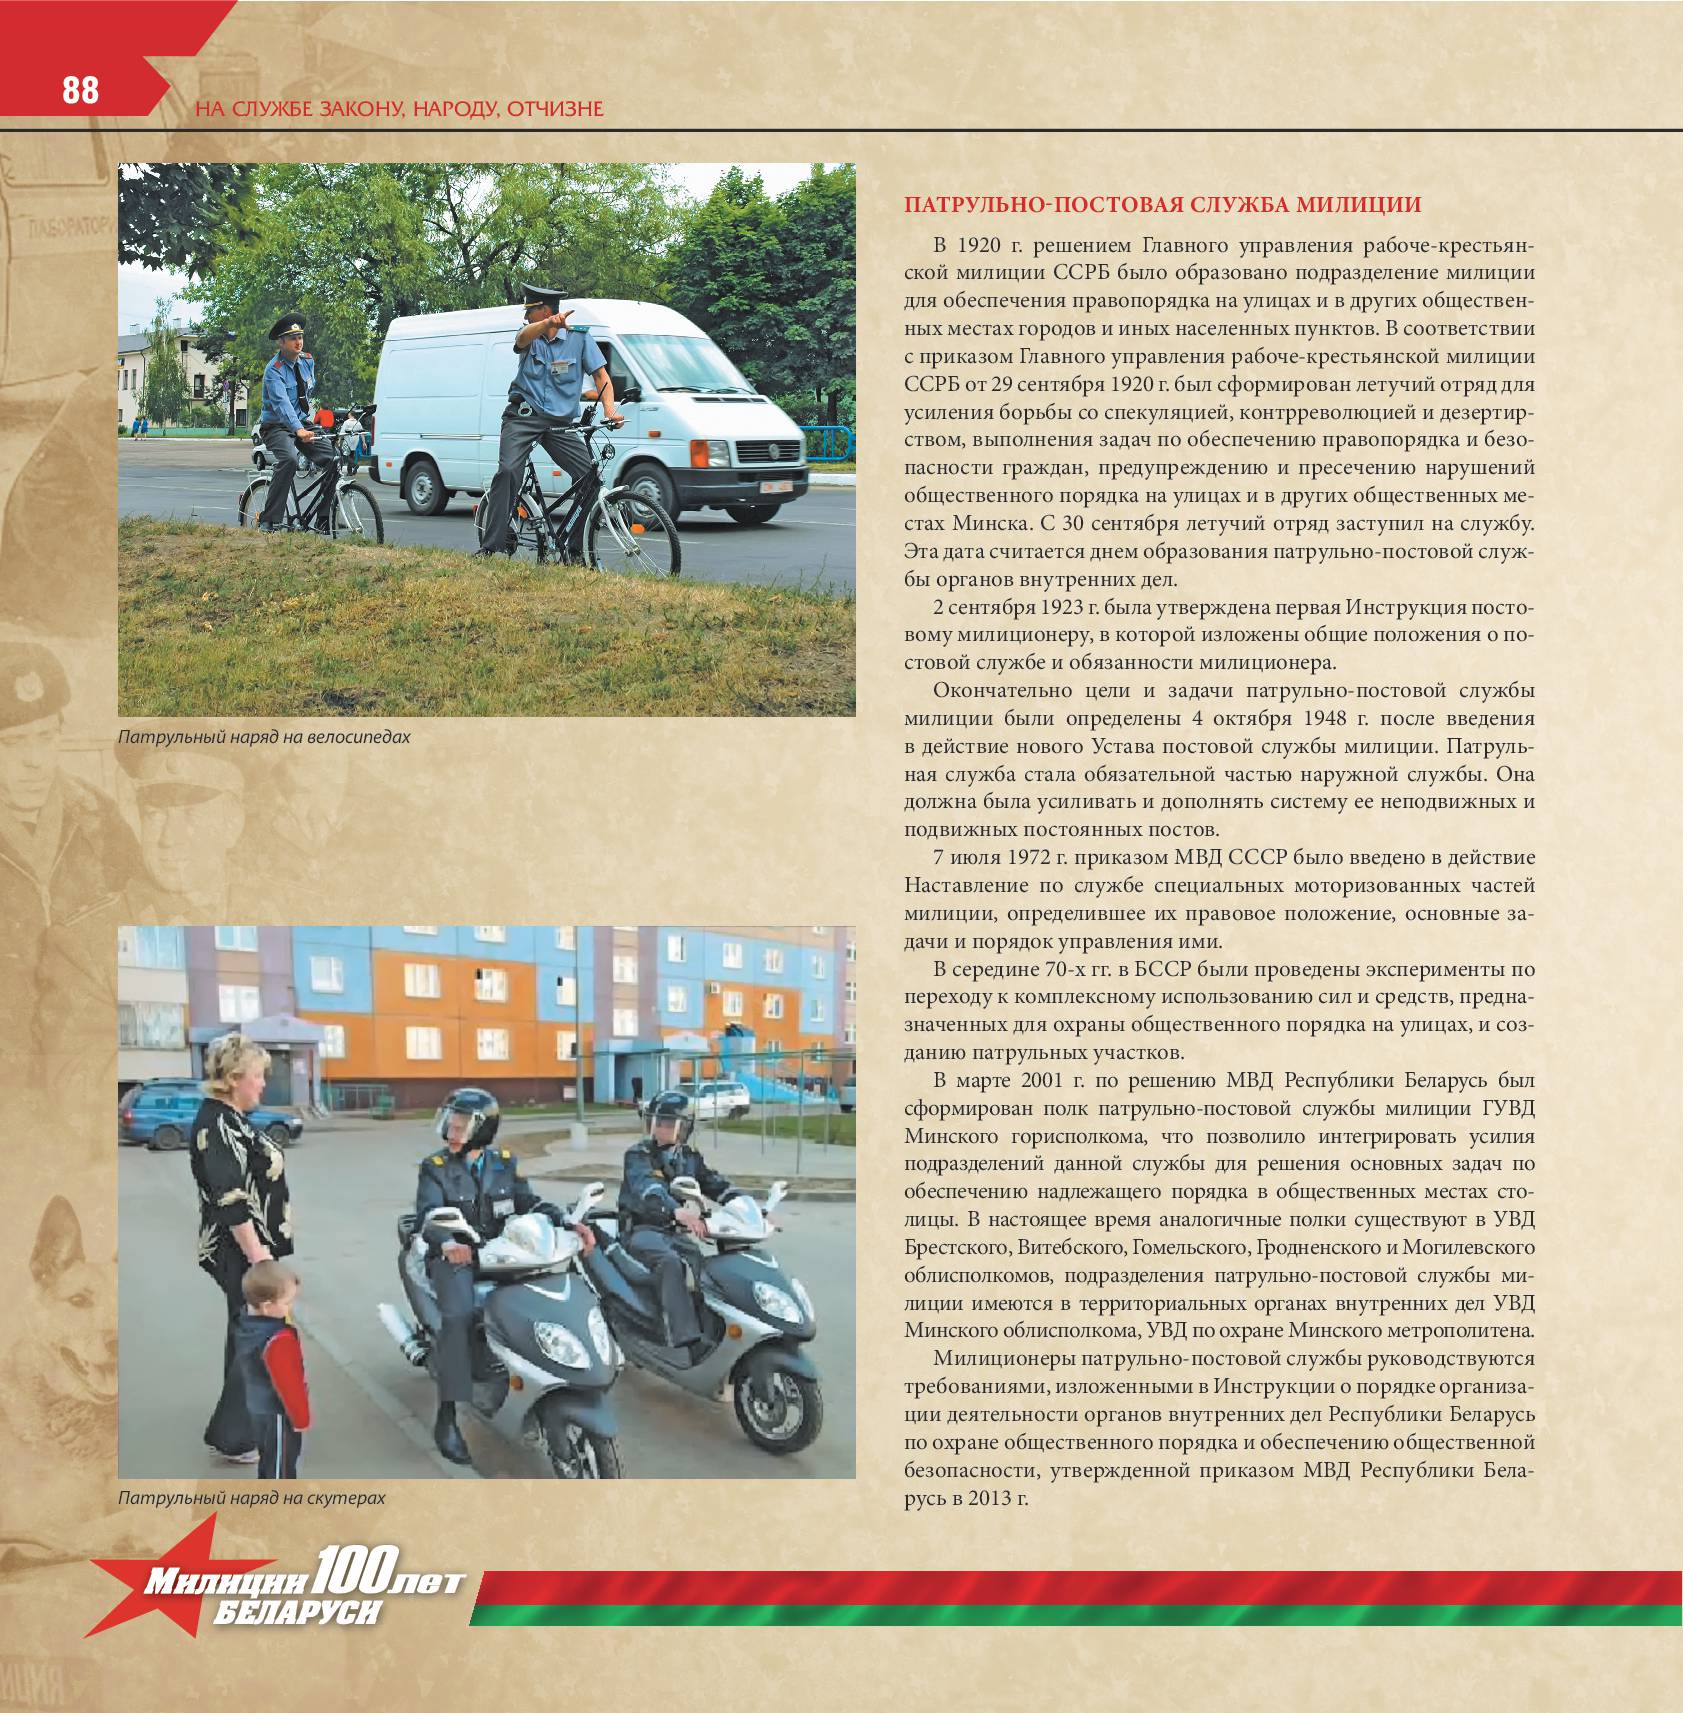 88
НА СЛУЖБЕ ЗАКОНУ, НАРОДУ, ОТЧИЗНЕ
ЛАБОРАТОРИ
Патрульный наряд на велосипедах
Патрульный наряд на скутерах
ПАТРУЛЬНО-ПОСТОВАЯ СЛУЖБА МИЛИЦИИ
В 1920 г. решением Главного управления рабоче-крестьян-
ской милиции ССРБ было образовано подразделение милиции
для обеспечения правопорядка на улицах и в других обществен-
ных местах городов и иных населенных пунктов. В соответствии
с приказом Главного управления рабоче-крестьянской милиции
ССРБ от 29 сентября 1920 г. был сформирован летучий отряд для
усиления борьбы со спекуляцией, контрреволюцией и дезертир-
ством, выполнения задач по обеспечению правопорядка и безо-
пасности граждан, предупреждению и пресечению нарушений
общественного порядка на улицах и в других общественных ме-
стах Минска. С 30 сентября летучий отряд заступил на службу.
Эта дата считается днем образования патрульно-постовой служ-
бы органов внутренних дел.
2 сентября 1923 г. была утверждена первая Инструкция посто-
вому милиционеру, в которой изложены общие положения о по-
стовой службе и обязанности милиционера.
Окончательно цели и задачи патрульно-постовой службы
милиции были определены 4 октября 1948 г. после введения
в действие нового Устава постовой службы милиции. Патруль-
ная служба стала обязательной частью наружной службы. Она
должна была усиливать и дополнять систему ее неподвижных и
подвижных постоянных постов.
7 июля 1972 г. приказом МВД СССР было введено в действие
Наставление по службе специальных моторизованных частей
милиции, определившее их правовое положение, основные за-
дачи и порядок управления ими.
В середине 70-х гг. в БССР были проведены эксперименты по
переходу к комплексному использованию сил и средств, предна-
значенных для охраны общественного порядка на улицах, и соз-
данию патрульных участков.
В марте 2001 г. по решению МВД Республики Беларусь был
сформирован полк патрульно-постовой службы милиции ГУВД
Минского горисполкома, что позволило интегрировать усилия
подразделений данной службы для решения основных задач по
обеспечению надлежащего порядка в общественных местах сто-
лицы. В настоящее время аналогичные полки существуют в УВД
Брестского, Витебского, Гомельского, Гродненского и Могилевского
облисполкомов, подразделения патрульно-постовой службы ми-
лиции имеются в территориальных органах внутренних дел УВД
Минского облисполкома, УВД по охране Минского метрополитена.
Милиционеры патрульно-постовой службы руководствуются
требованиями, изложенными в Инструкции о порядке организа-
ции деятельности органов внутренних дел Республики Беларусь
по охране общественного порядка и обеспечению общественной
безопасности, утвержденной приказом МВД Республики Бела-
русь в 2013 г.
Милиции 100 лет
БЕЛАРУСИ